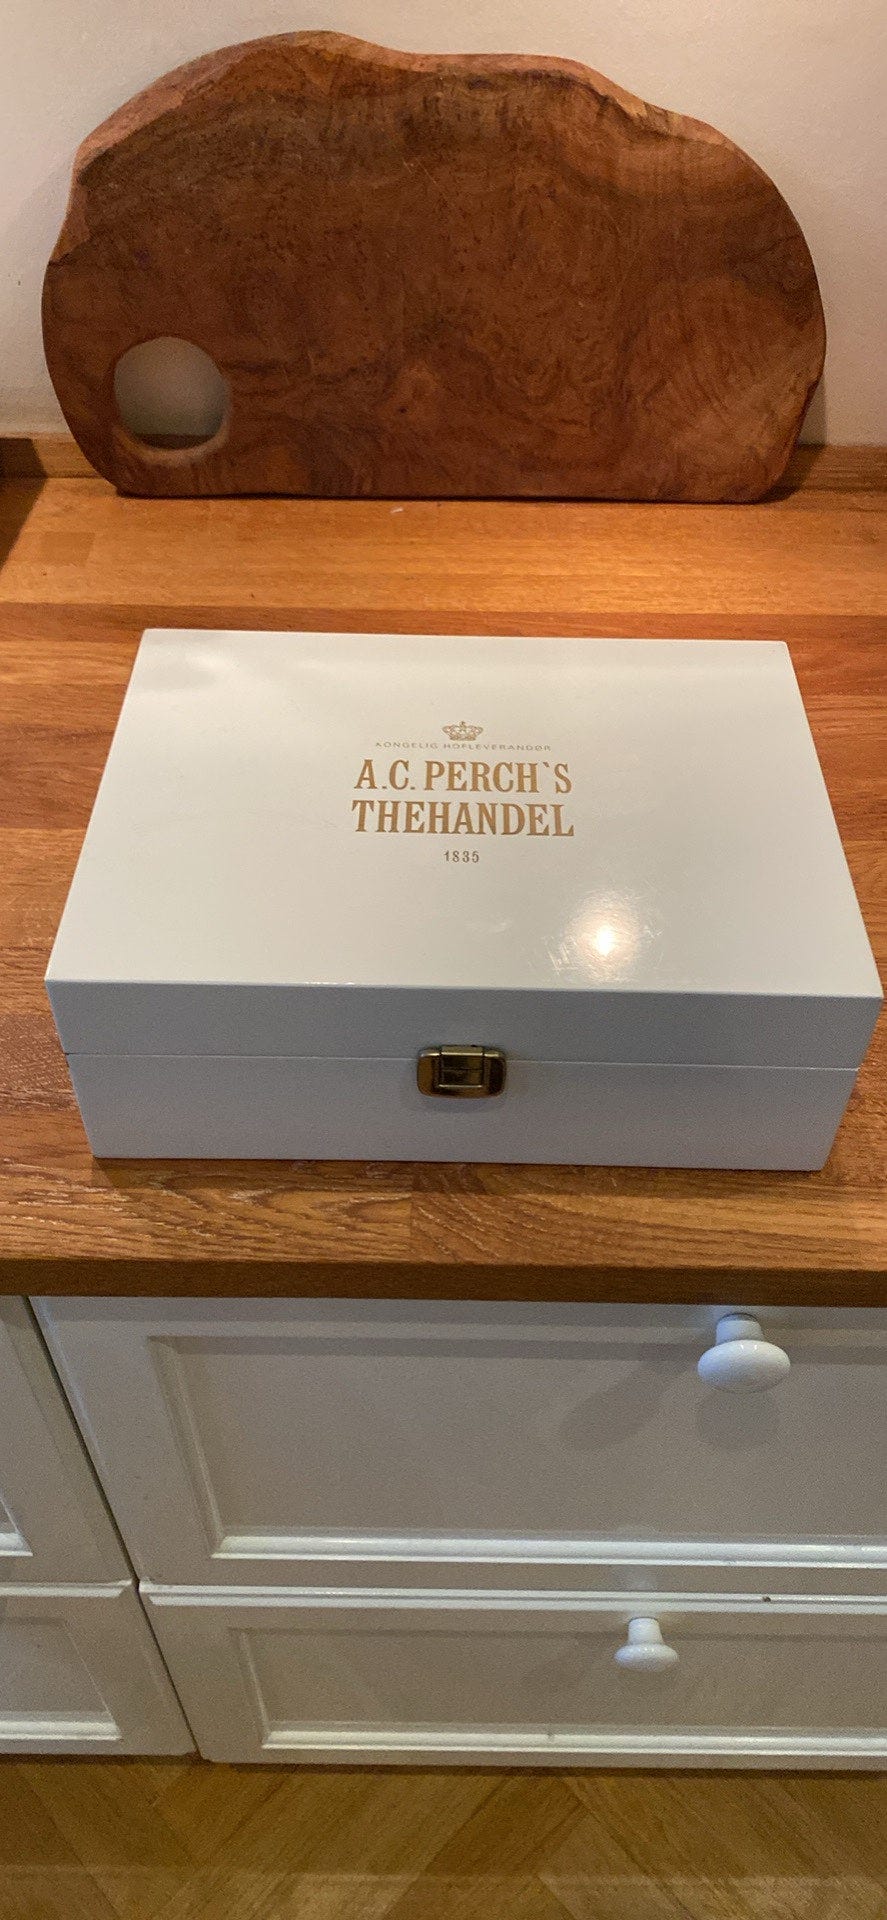 KONGELIG HOFLEVERANDØR
A.C. PERCH`S
THEHANDEL
1835